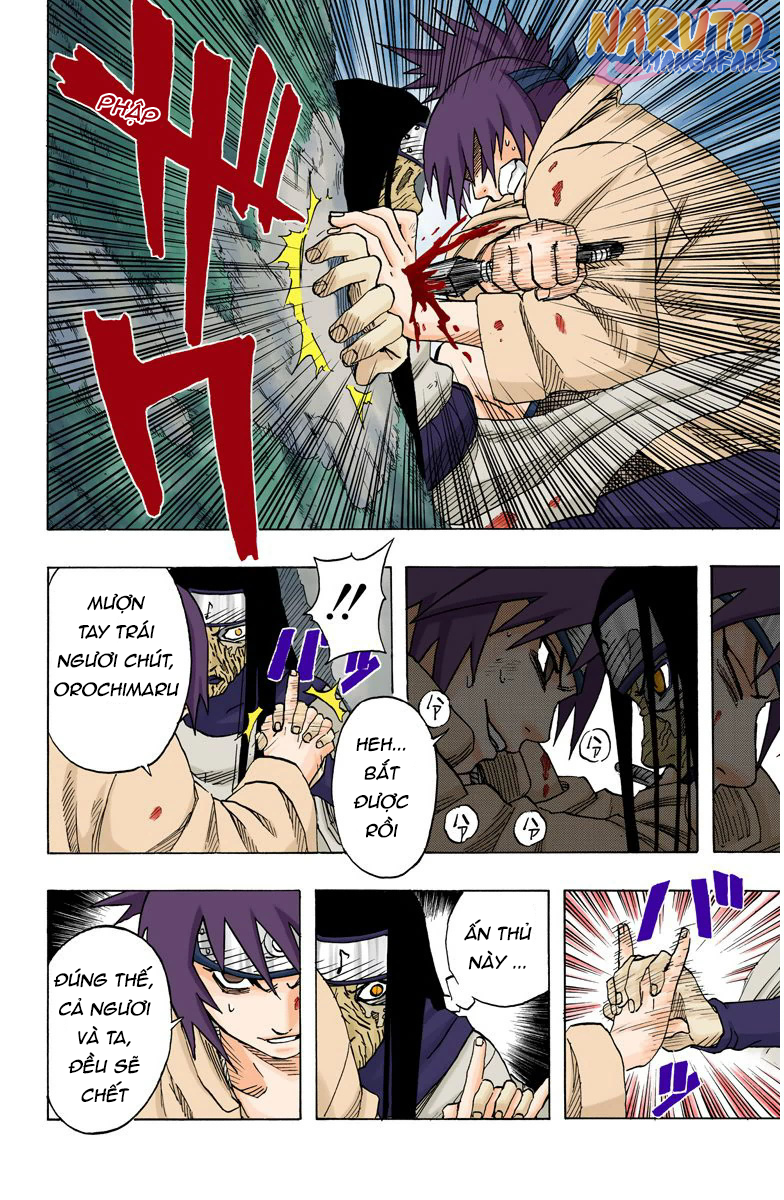 NARUTO
MANGAFANS
PHẬP
!!
HEH...
BẮT
ĐƯỢC
RỒI
MƯỢN
TAY TRÁI
NGƯƠI CHÚT,
OROCHIMARU
ẤN THỦ
NÀY ...
ĐÚNG THẾ,
CẢ NGƯƠI
VÀ TA,
ĐỀU SẼ
CHẾT